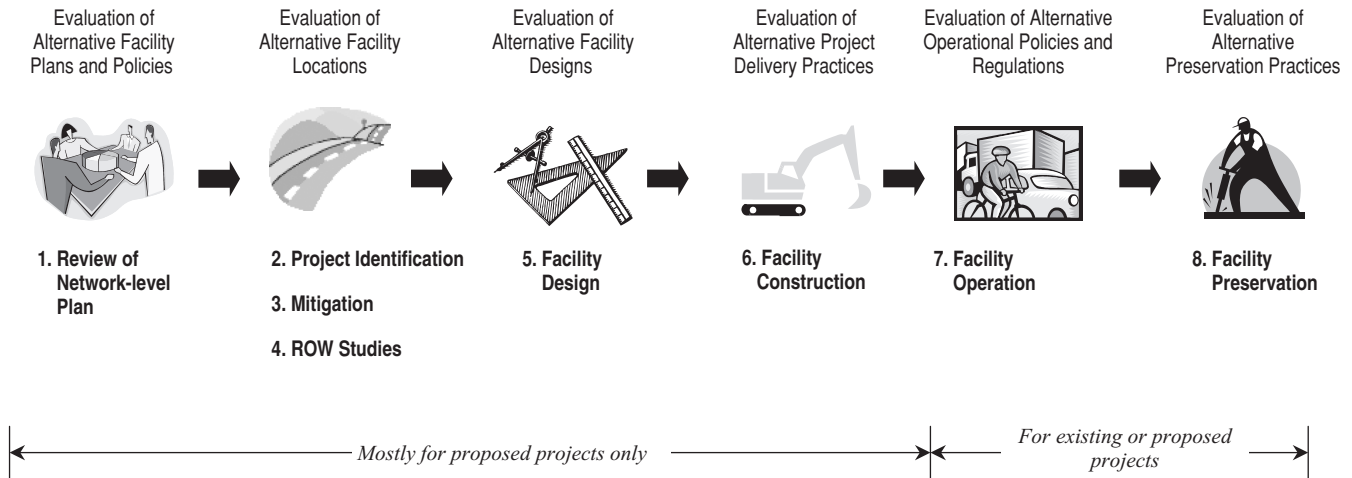 Evaluation of
Alternative Facility
Plans and Policies
Evaluation of
Alternative Facility
Locations
Evaluation of
Alternative Facility
Designs
Evaluation of
Alternative Project
Delivery Practices
Evaluation of Alternative
Operational Policies and
Regulations
Evaluation of
Alternative
Preservation Practices
1. Review of
Network-level
Plan
2. Project Identification
3. Mitigation
4. ROW Studies
5. Facility
Design
6. Facility
Construction
7. Facility
Operation
8. Facility
Preservation
Mostly for proposed projects only
For existing or proposed
projects